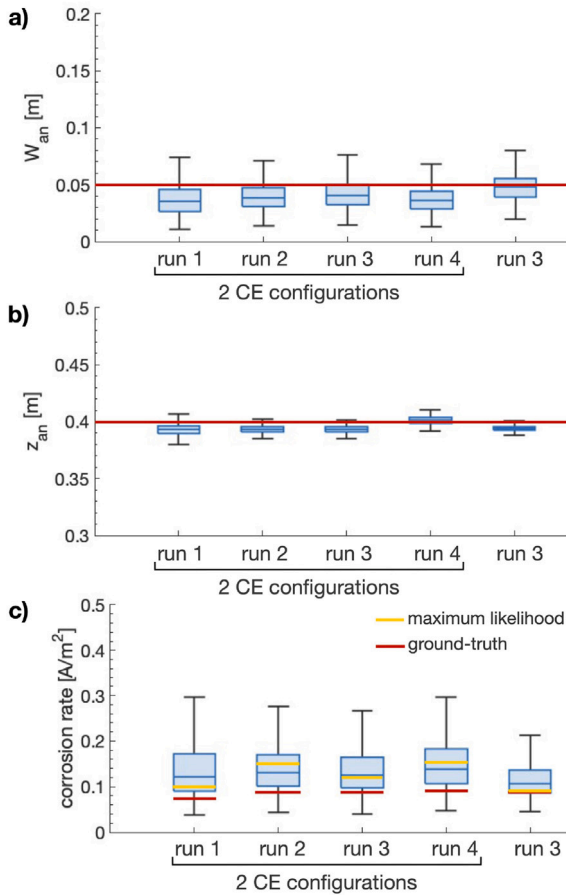 a)
W_an [m]
0.2
0.15
0.1
0.05
0
run 1 run 2 run 3 run 4 run 3
2 CE configurations
b)
z_an [m]
0.5
0.45
0.4
0.35
0.3
run 1 run 2 run 3 run 4 run 3
2 CE configurations
c)
corrosion rate [A/m²]
0.5
0.4
0.3
0.2
0.1
0
maximum likelihood
ground-truth
run 1 run 2 run 3 run 4 run 3
2 CE configurations